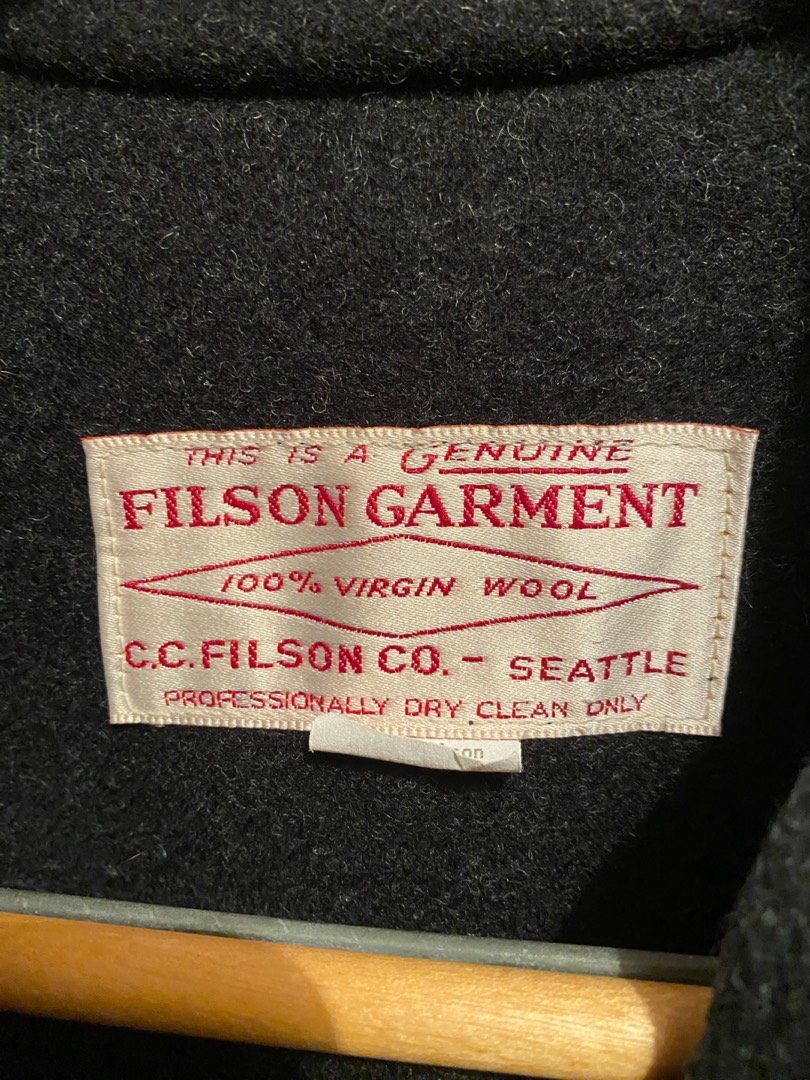 THIS IS A GENUINE
FILSON GARMENT
100% VIRGIN WOOL
C.C.FILSON CO. - SEATTLE
PROFESSIONALLY DRY CLEAN ONLY